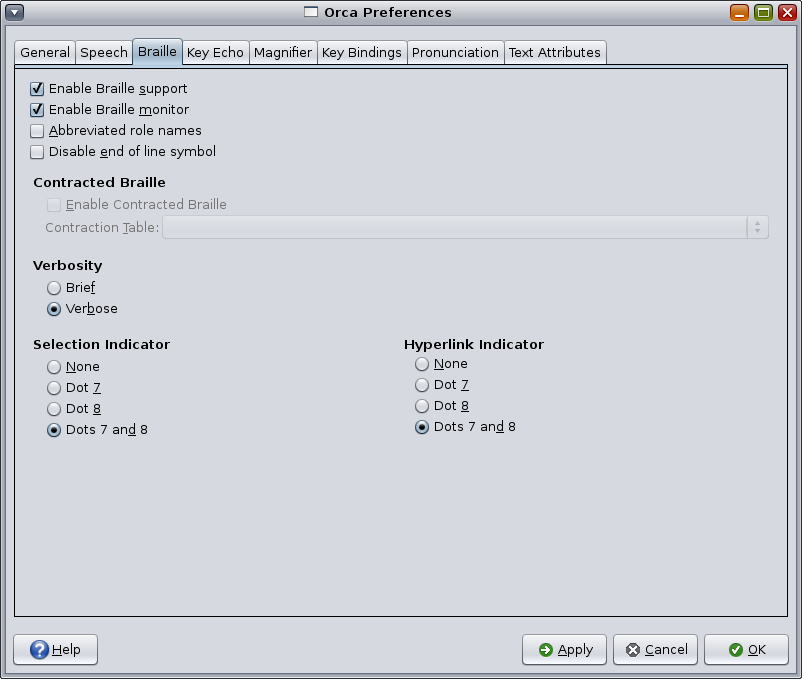 Orca Preferences
General Speech Braille Key Echo Magnifier Key Bindings Pronunciation Text Attributes
Enable Braille support
Enable Braille monitor
Abbreviated role names
Disable end of line symbol
Contracted Braille
Enable Contracted Braille
Contraction Table:
Verbosity
Brief
Verbose
Selection Indicator
None
Dot 7
Dot 8
Dots 7 and 8
Hyperlink Indicator
None
Dot 7
Dot 8
Dots 7 and 8
Help Apply Cancel OK